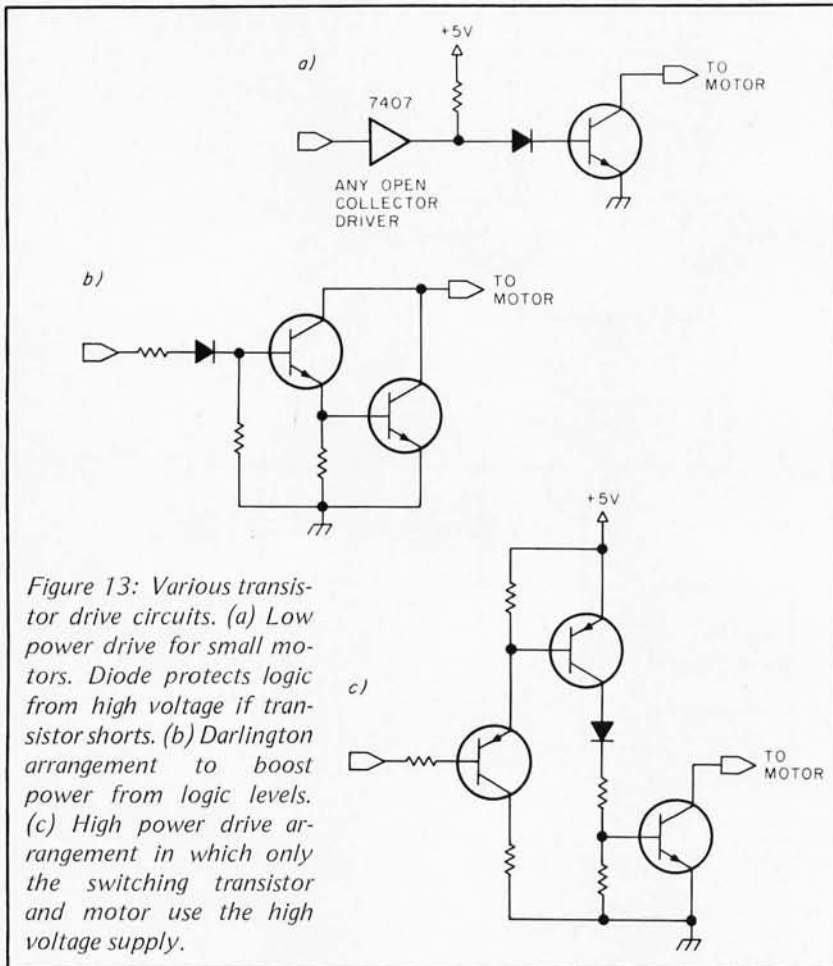 a)
+5V
7407
TO
MOTOR
ANY OPEN
COLLECTOR
DRIVER
b)
TO
MOTOR
+5V
Figure 13: Various transis-
tor drive circuits. (a) Low
power drive for small mo-
tors. Diode protects logic
from high voltage if tran-
sistor shorts. (b) Darlington
arrangement to boost
power from logic levels.
(c) High power drive ar-
rangement in which only
the switching transistor
and motor use the high
voltage supply.
c)
TO
MOTOR